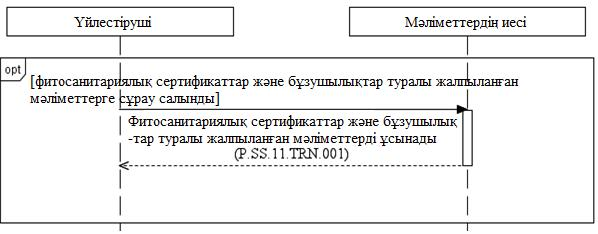 Үйлестіруші
Мәліметтердің иесі
opt
[фитосанитариялық сертификаттар және бұзушылықтар туралы жалпыланған
мәліметтерге сұрау салынды]
Фитосанитариялық сертификаттар және бұзушылық
-тар туралы жалпыланған мәліметтерді ұсынады
(P.SS.11.TRN.001)